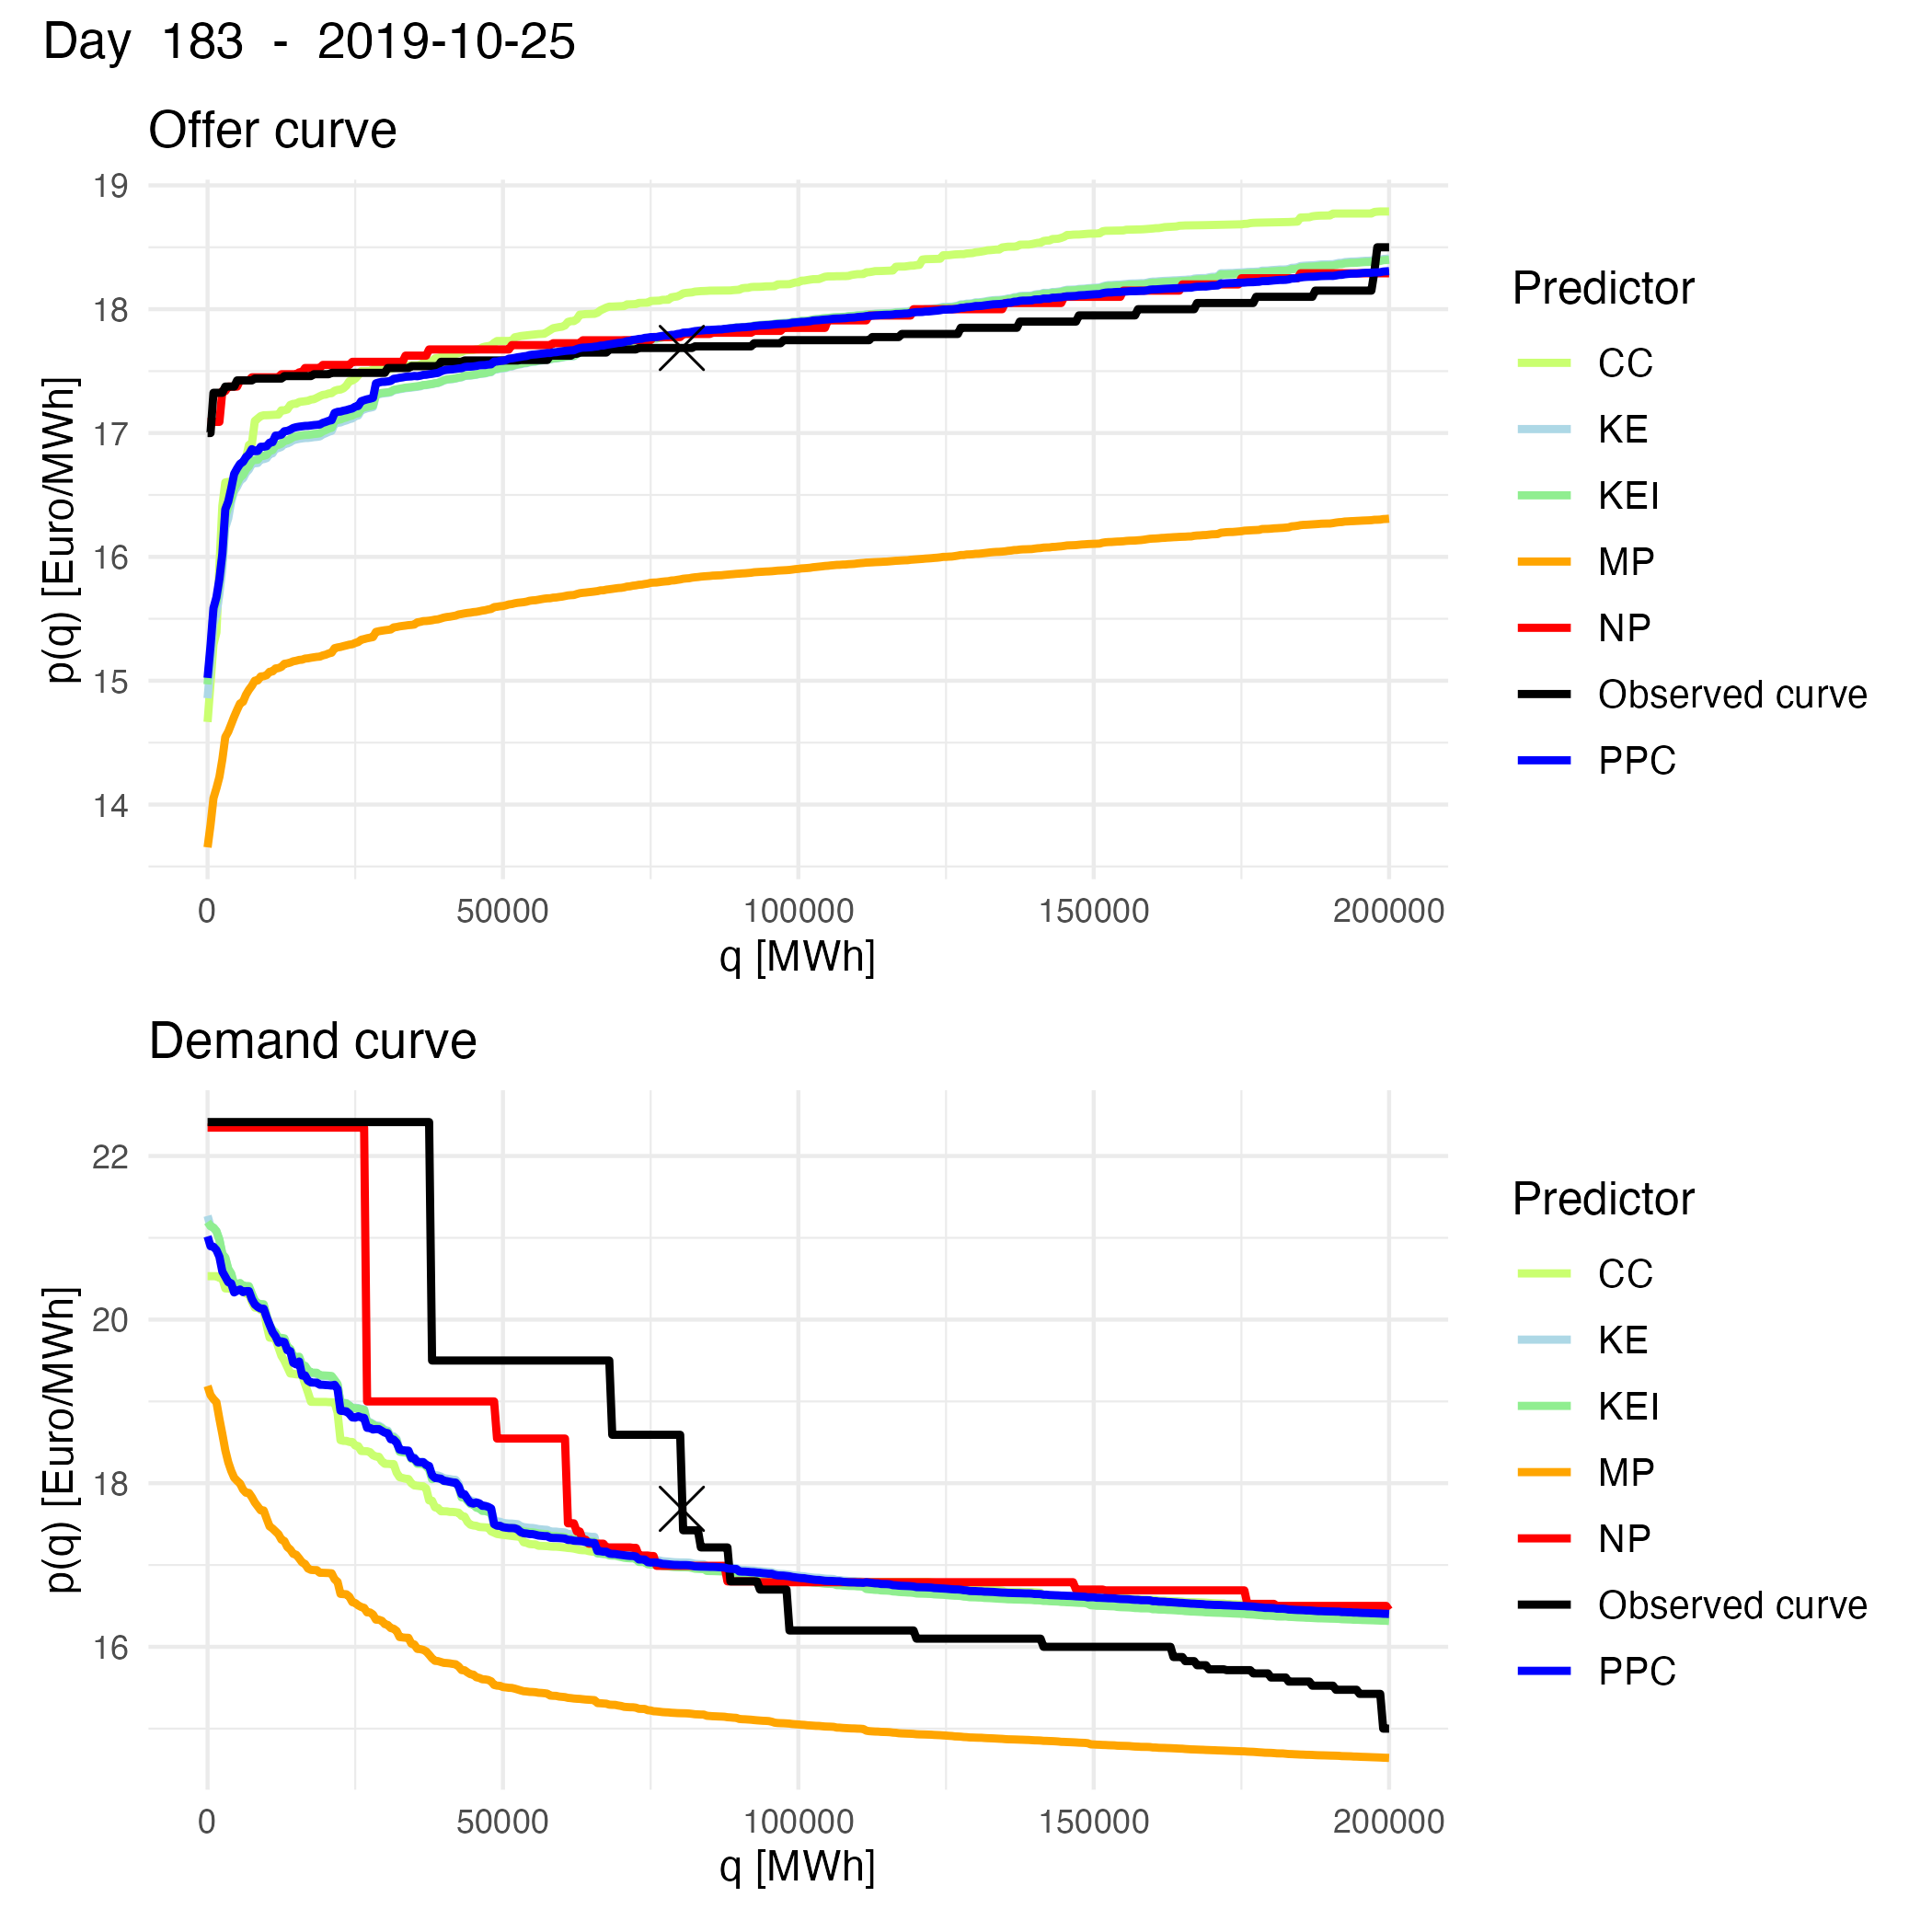 Day 183 - 2019-10-25
Offer curve
19
18
17
16
15
14
p(q) [Euro/MWh]
0 50000 100000 150000 200000
q [MWh]
Predictor
CC
KE
KEI
MP
NP
Observed curve
PPC
Demand curve
22
20
18
16
p(q) [Euro/MWh]
0 50000 100000 150000 200000
q [MWh]
Predictor
CC
KE
KEI
MP
NP
Observed curve
PPC